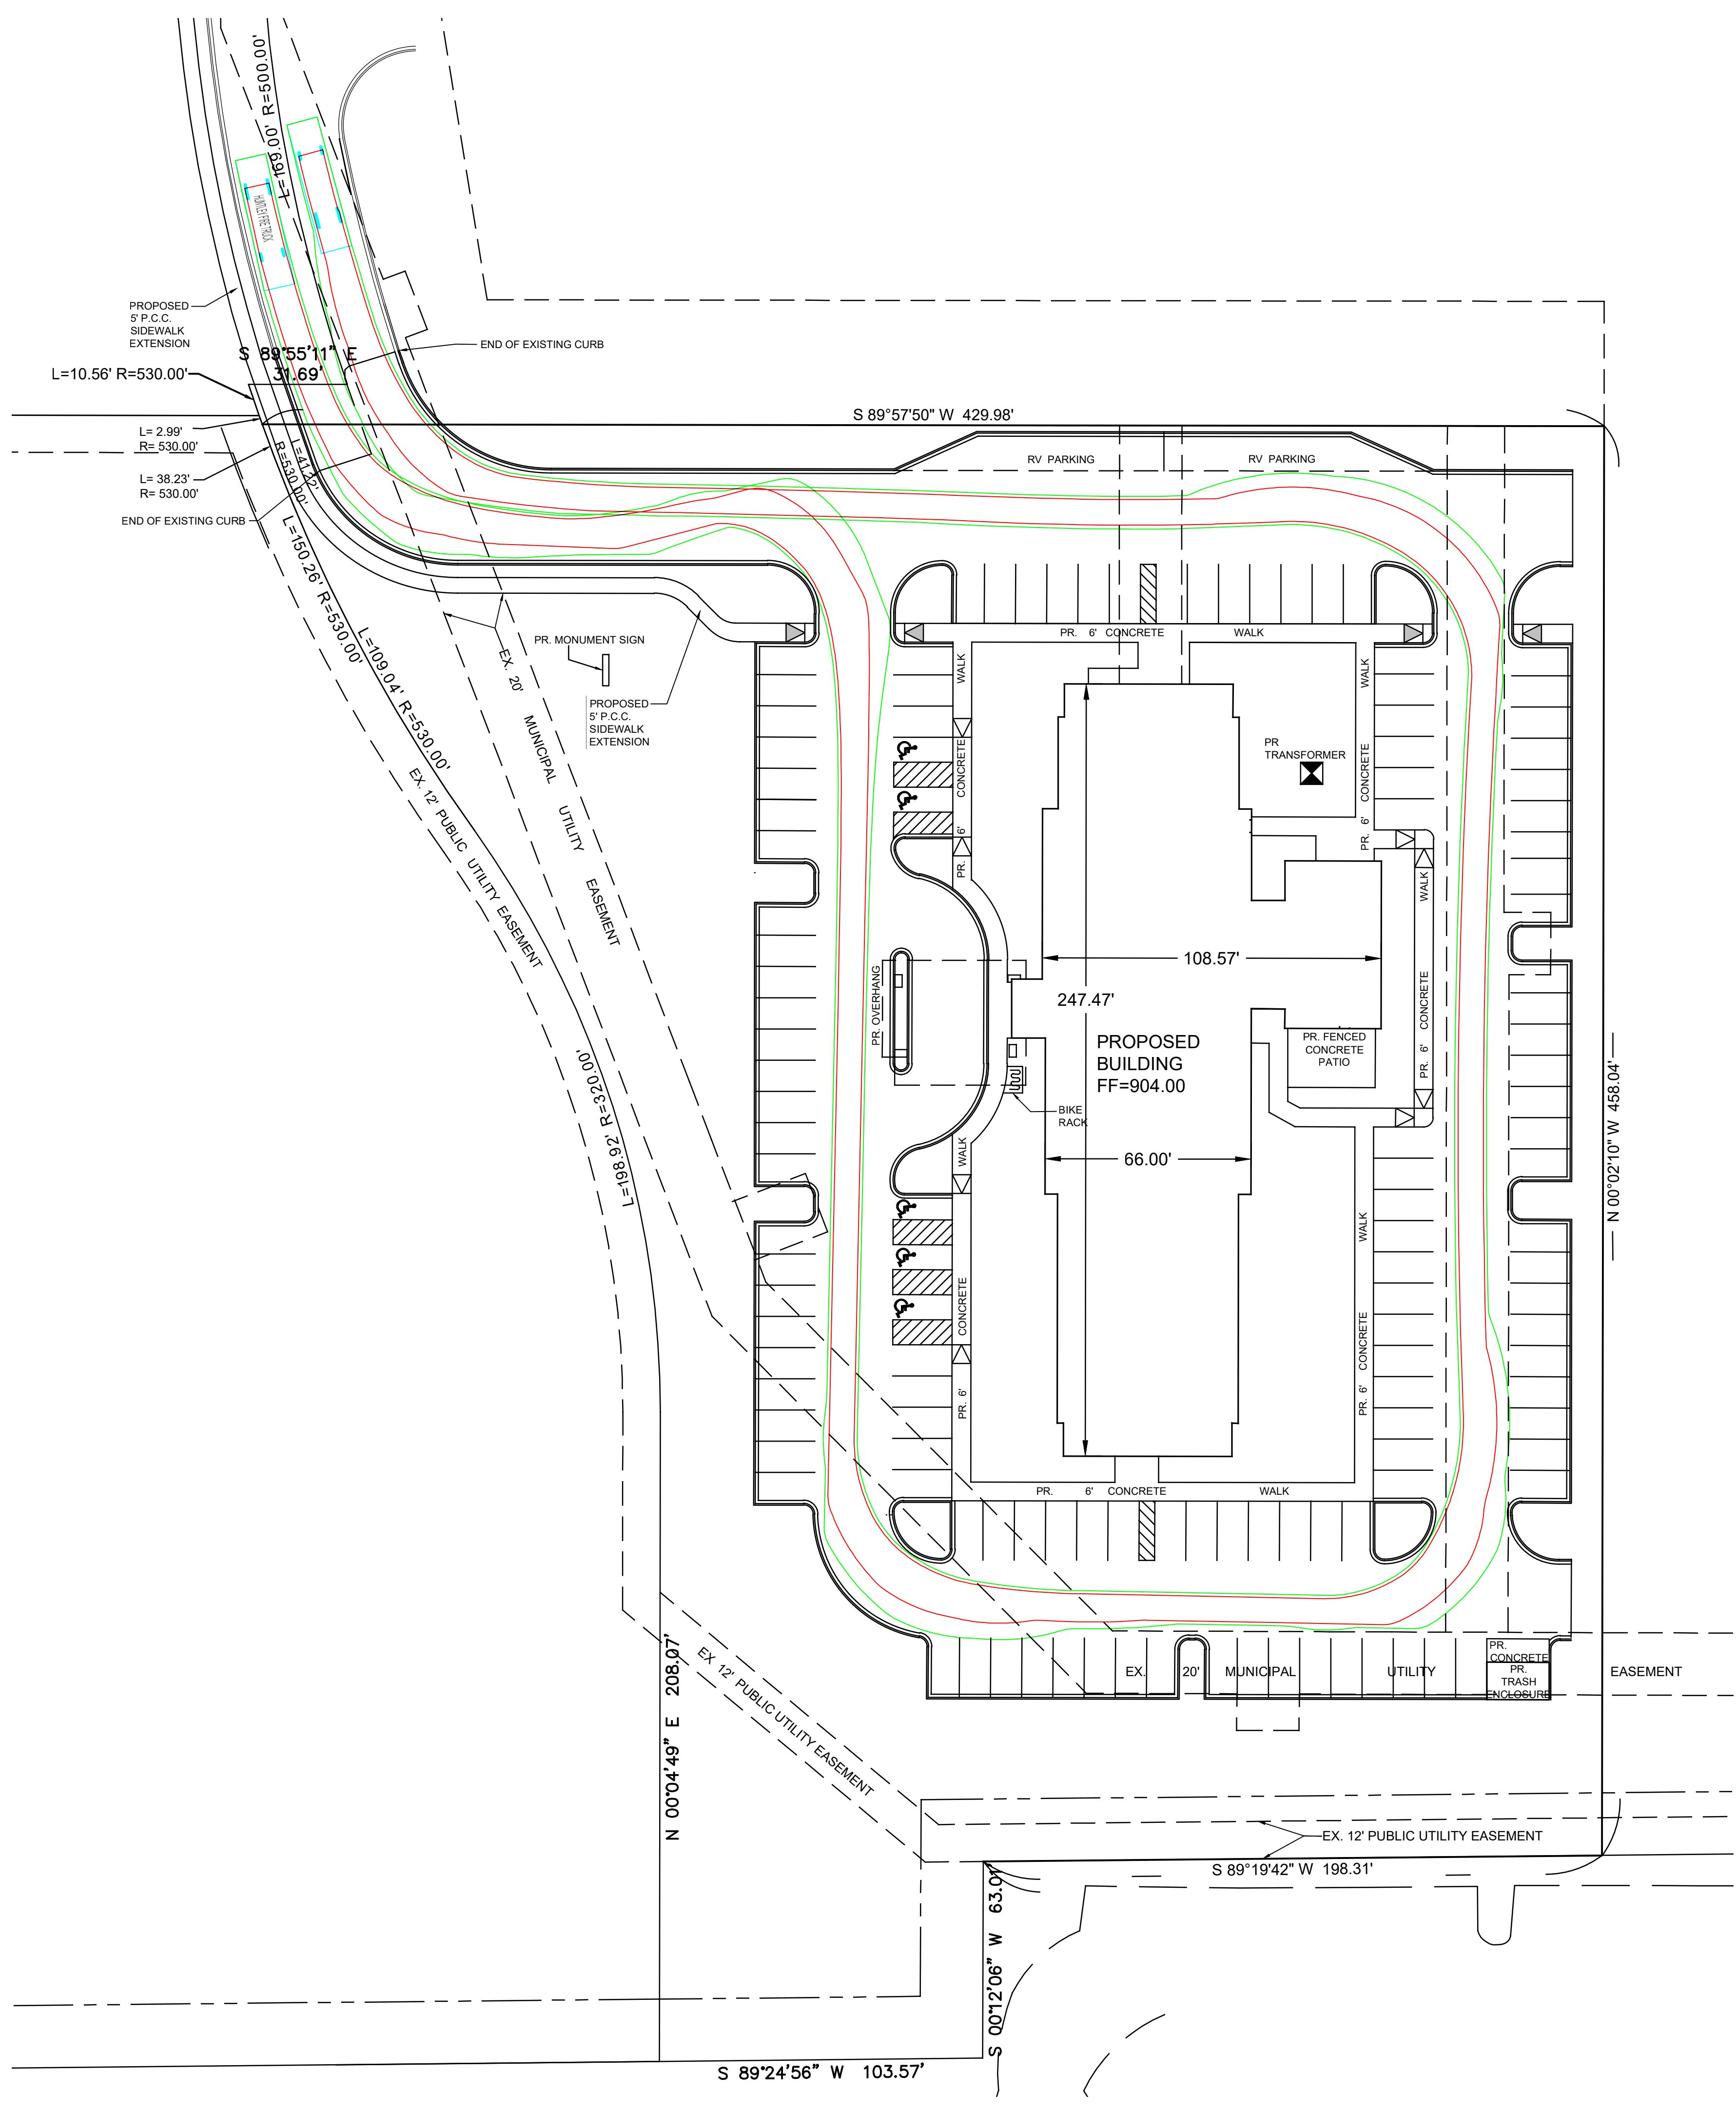 L=169.00' R=500.00'
HUNTLEY FIRE TRUCK
PROPOSED
5' P.C.C.
SIDEWALK
EXTENSION
S 89°55'11" E
31.69'
END OF EXISTING CURB
L=10.56' R=530.00'
S 89°57'50" W 429.98'
L= 2.99'
R= 530.00'
L=41.22'
R=530.00'
L= 38.23'
R= 530.00'
END OF EXISTING CURB
RV PARKING
RV PARKING
L=150.26' R=530.00'
L=109.04' R=530.00'
EX. 20' MUNICIPAL UTILITY EASEMENT
PR. MONUMENT SIGN
PROPOSED
5' P.C.C.
SIDEWALK
EXTENSION
EX. 12' PUBLIC UTILITY EASEMENT
PR. 6' CONCRETE WALK
PR. 6' CONCRETE WALK
PR. 6' CONCRETE WALK
PR
TRANSFORMER
PR. OVERHANG
108.57'
247.47'
PROPOSED
BUILDING
FF=904.00
PR. FENCED
CONCRETE
PATIO
PR. 6' CONCRETE WALK
BIKE
RACK
66.00'
L=198.92' R=320.00'
N 00°02'10" W 458.04'
PR. 6' CONCRETE WALK
PR. 6' CONCRETE WALK
PR. 6' CONCRETE WALK
EX. 20' MUNICIPAL UTILITY EASEMENT
PR.
CONCRETE
PR.
TRASH
ENCLOSURE
N 00°04'49" E 208.07'
EX. 12' PUBLIC UTILITY EASEMENT
EX. 12' PUBLIC UTILITY EASEMENT
S 89°19'42" W 198.31'
S 00°12'06" W 63.01'
S 89°24'56" W 103.57'